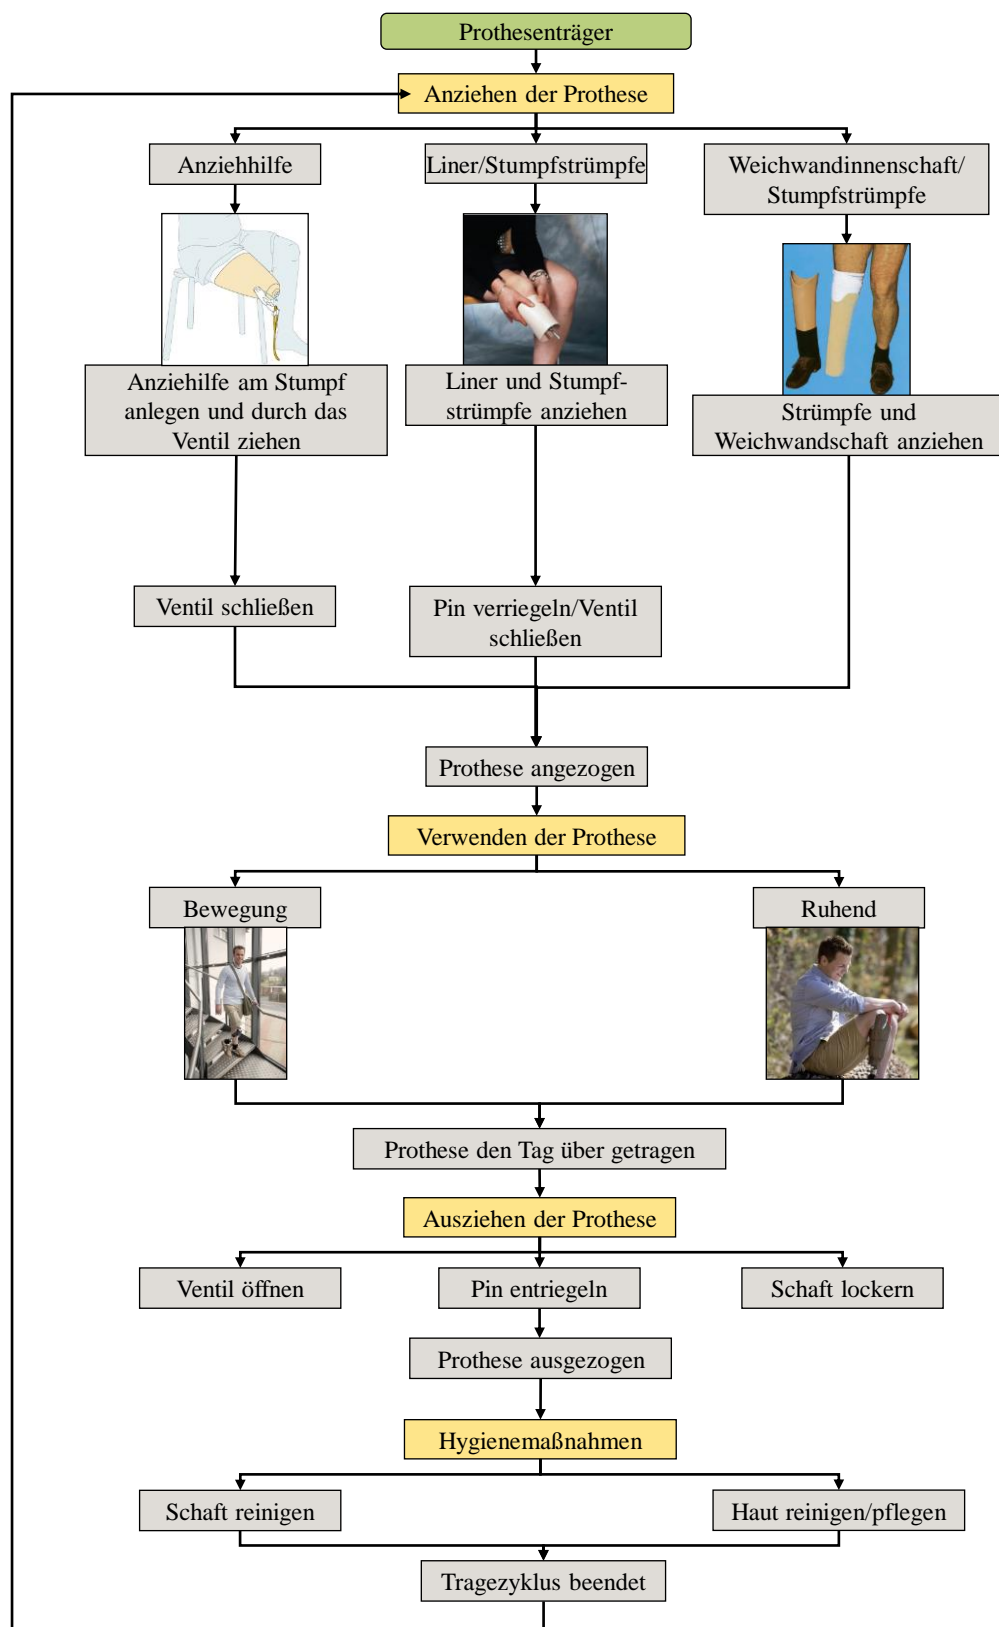 Prothesenträger
Anziehen der Prothese
Anziehhilfe
Liner/Stumpfstrümpfe
Weichwandinnenschaft/
Stumpfstrümpfe
Anziehilfe am Stumpf
anlegen und durch das
Ventil ziehen
Liner und Stumpf-
strümpfe anziehen
Strümpfe und
Weichwandschaft anziehen
Ventil schließen
Pin verriegeln/Ventil
schließen
Prothese angezogen
Verwenden der Prothese
Bewegung
Ruhend
Prothese den Tag über getragen
Ausziehen der Prothese
Ventil öffnen
Pin entriegeln
Schaft lockern
Prothese ausgezogen
Hygienemaßnahmen
Schaft reinigen
Haut reinigen/pflegen
Tragezyklus beendet